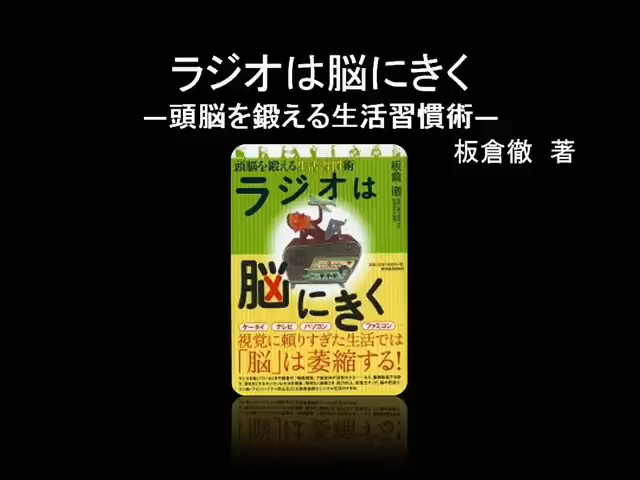 ラジオは脳にきく
—頭脳を鍛える生活習慣術—
板倉徹　著
頭脳を鍛える生活習慣術
板倉 徹
ラジオは
脳にきく
ケータイ テレビ パソコン ファミコン
視覚に頼りすぎた生活では
「脳」は萎縮する!